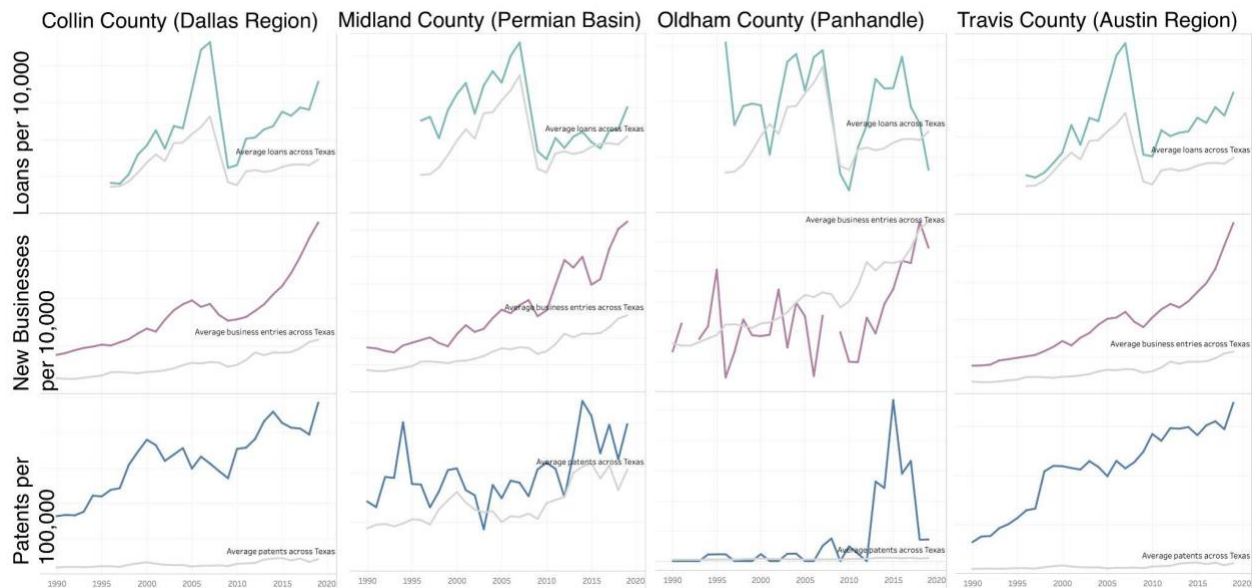 Collin County (Dallas Region)
Midland County (Permian Basin)
Oldham County (Panhandle)
Travis County (Austin Region)
Loans per 10,000
Average loans across Texas
Average loans across Texas
Average loans across Texas
Average loans across Texas
New Businesses
per 10,000
Average business entries across Texas
Average business entries across Texas
Average business entries across Texas
Average business entries across Texas
Patents per
100,000
Average patents across Texas
Average patents across Texas
Average patents across Texas
Average patents across Texas
1990 1995 2000 2005 2010 2015 2020
1990 1995 2000 2005 2010 2015 2020
1990 1995 2000 2005 2010 2015 2020
1990 1995 2000 2005 2010 2015 2020